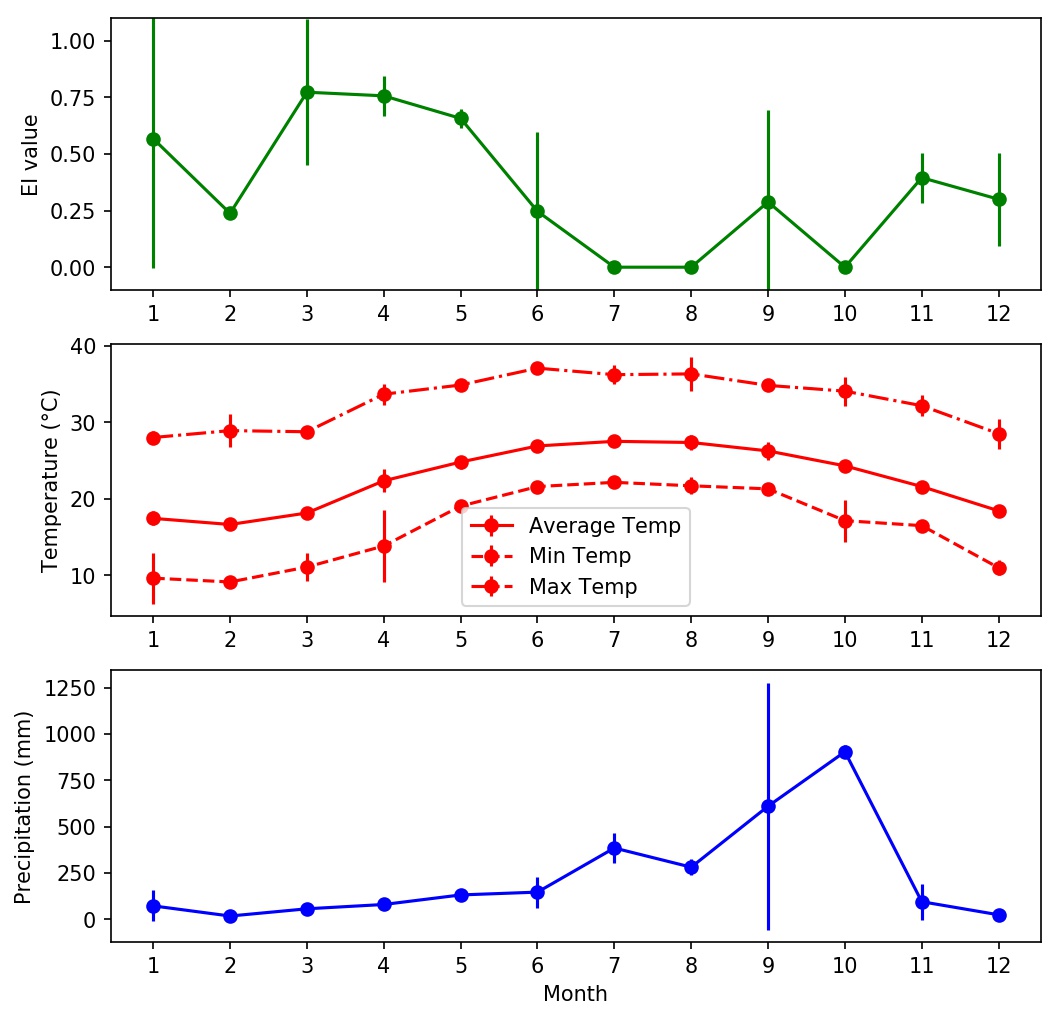 1.00
0.75
0.50
0.25
0.00
EI value
1 2 3 4 5 6 7 8 9 10 11 12
40
30
20
10
Temperature (°C)
Average Temp
Min Temp
Max Temp
1 2 3 4 5 6 7 8 9 10 11 12
1250
1000
750
500
250
0
Precipitation (mm)
1 2 3 4 5 6 7 8 9 10 11 12
Month